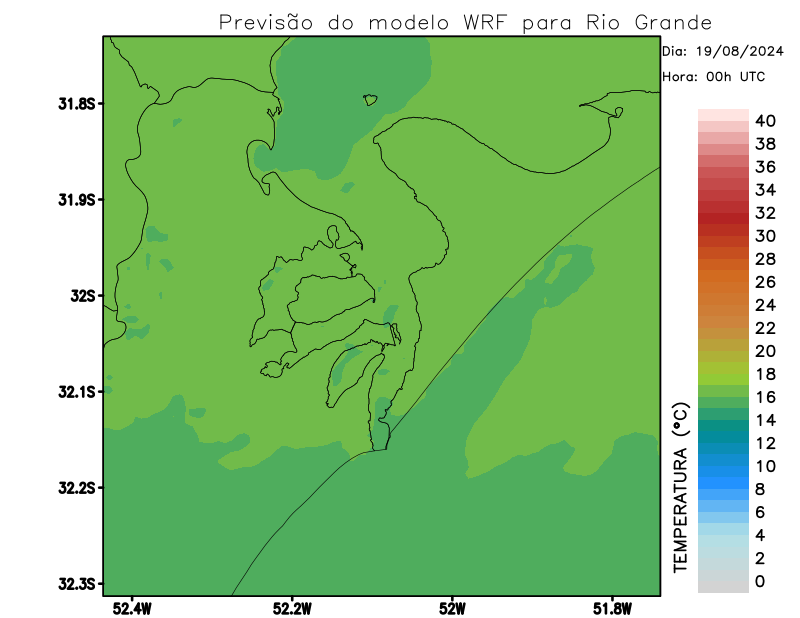 Previsão do modelo WRF para Rio Grande
Dia: 19/08/2024
Hora: 00h UTC
31.8S
31.9S
32S
32.1S
32.2S
32.3S
52.4W
52.2W
52W
51.8W
40
38
36
34
32
30
28
26
24
22
20
18
16
14
12
10
8
6
4
2
0
TEMPERATURA (°C)